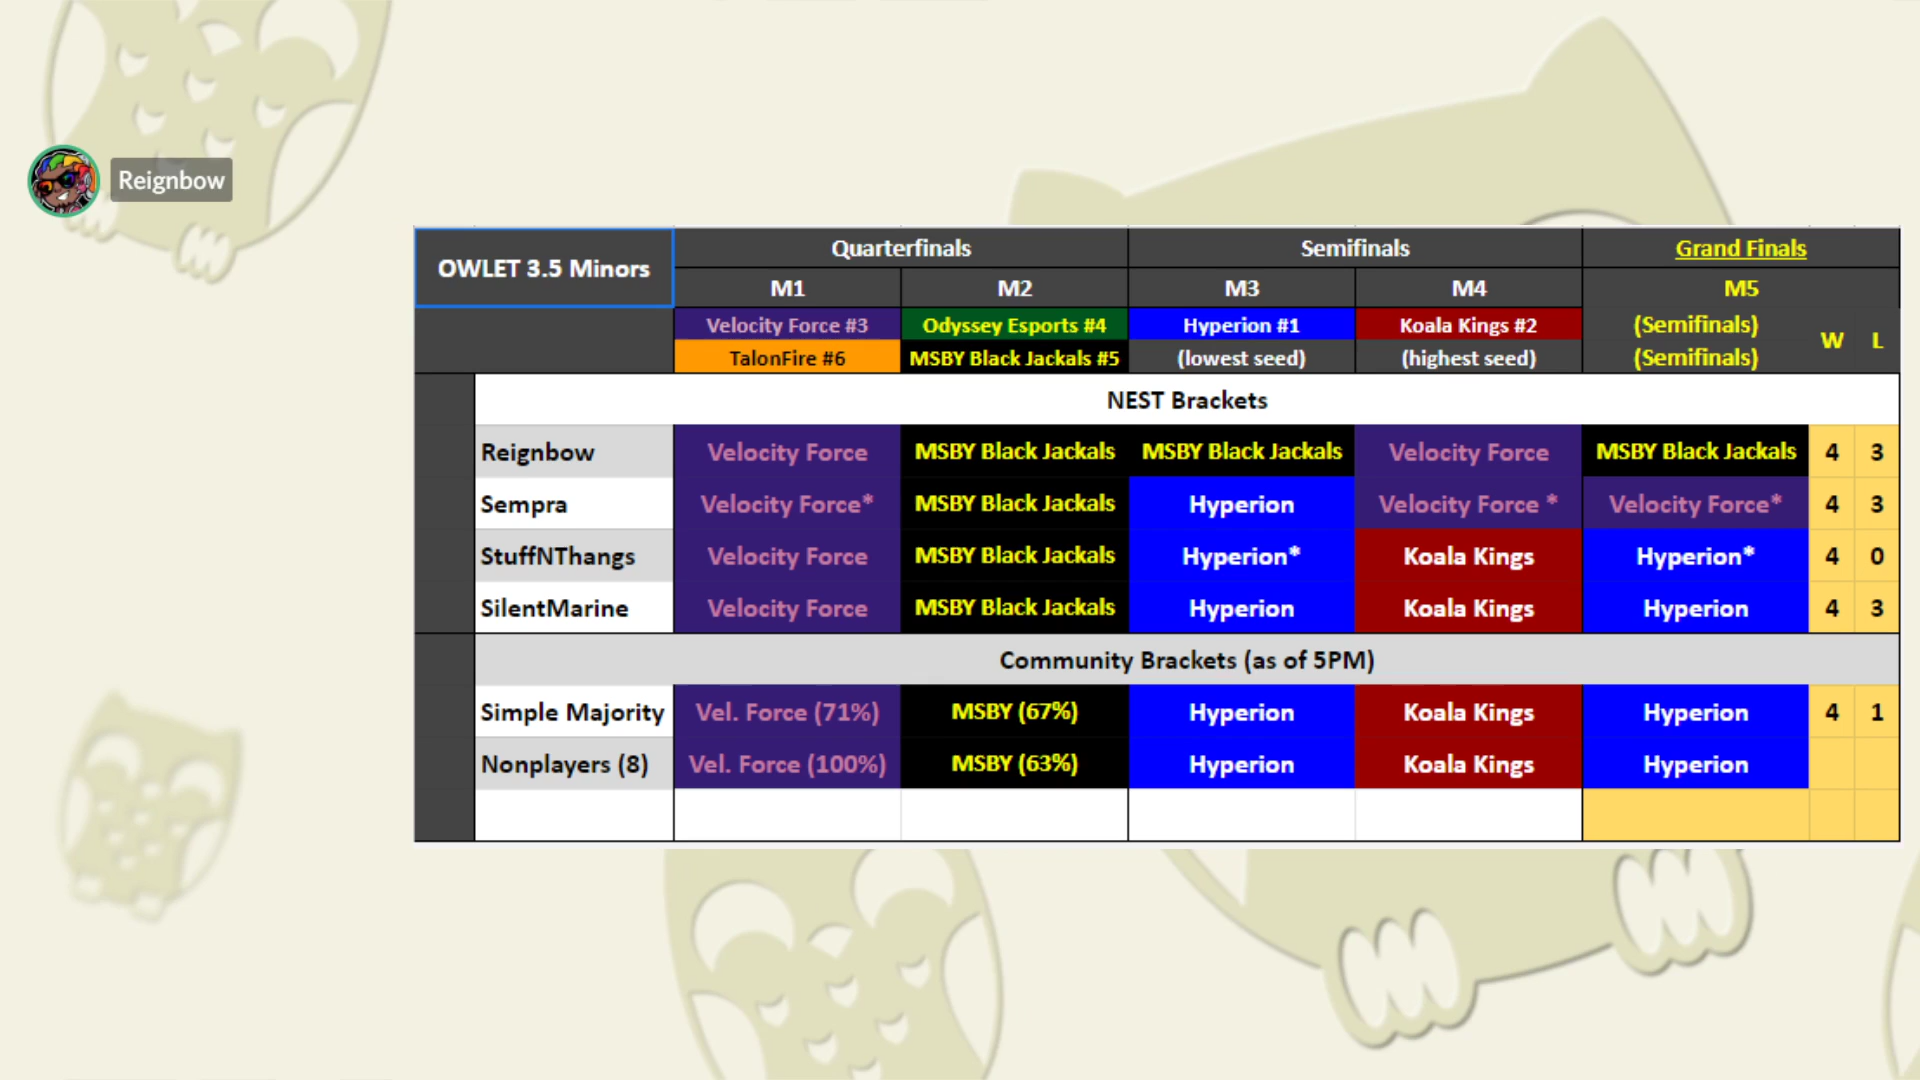 Reignbow
OWLET 3.5 Minors
Quarterfinals Semifinals Grand Finals
M1 M2 M3 M4 M5
Velocity Force #3 Odyssey Esports #4 Hyperion #1 Koala Kings #2 (Semifinals) W L
TalonFire #6 MSBY Black Jackals #5 (lowest seed) (highest seed) (Semifinals)
NEST Brackets
Reignbow Velocity Force MSBY Black Jackals MSBY Black Jackals Velocity Force MSBY Black Jackals 4 3
Sempra Velocity Force* MSBY Black Jackals Hyperion Velocity Force * Velocity Force* 4 3
StuffNThangs Velocity Force MSBY Black Jackals Hyperion* Koala Kings Hyperion* 4 0
SilentMarine Velocity Force MSBY Black Jackals Hyperion Koala Kings Hyperion 4 3
Community Brackets (as of 5PM)
Simple Majority Vel. Force (71%) MSBY (67%) Hyperion Koala Kings Hyperion 4 1
Nonplayers (8) Vel. Force (100%) MSBY (63%) Hyperion Koala Kings Hyperion